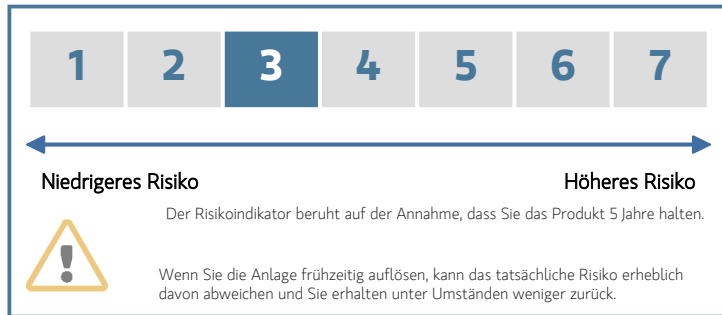 1 2 3 4 5 6 7
Niedrigeres Risiko Höheres Risiko
Der Risikoindikator beruht auf der Annahme, dass Sie das Produkt 5 Jahre halten.
!
Wenn Sie die Anlage frühzeitig auflösen, kann das tatsächliche Risiko erheblich
davon abweichen und Sie erhalten unter Umständen weniger zurück.